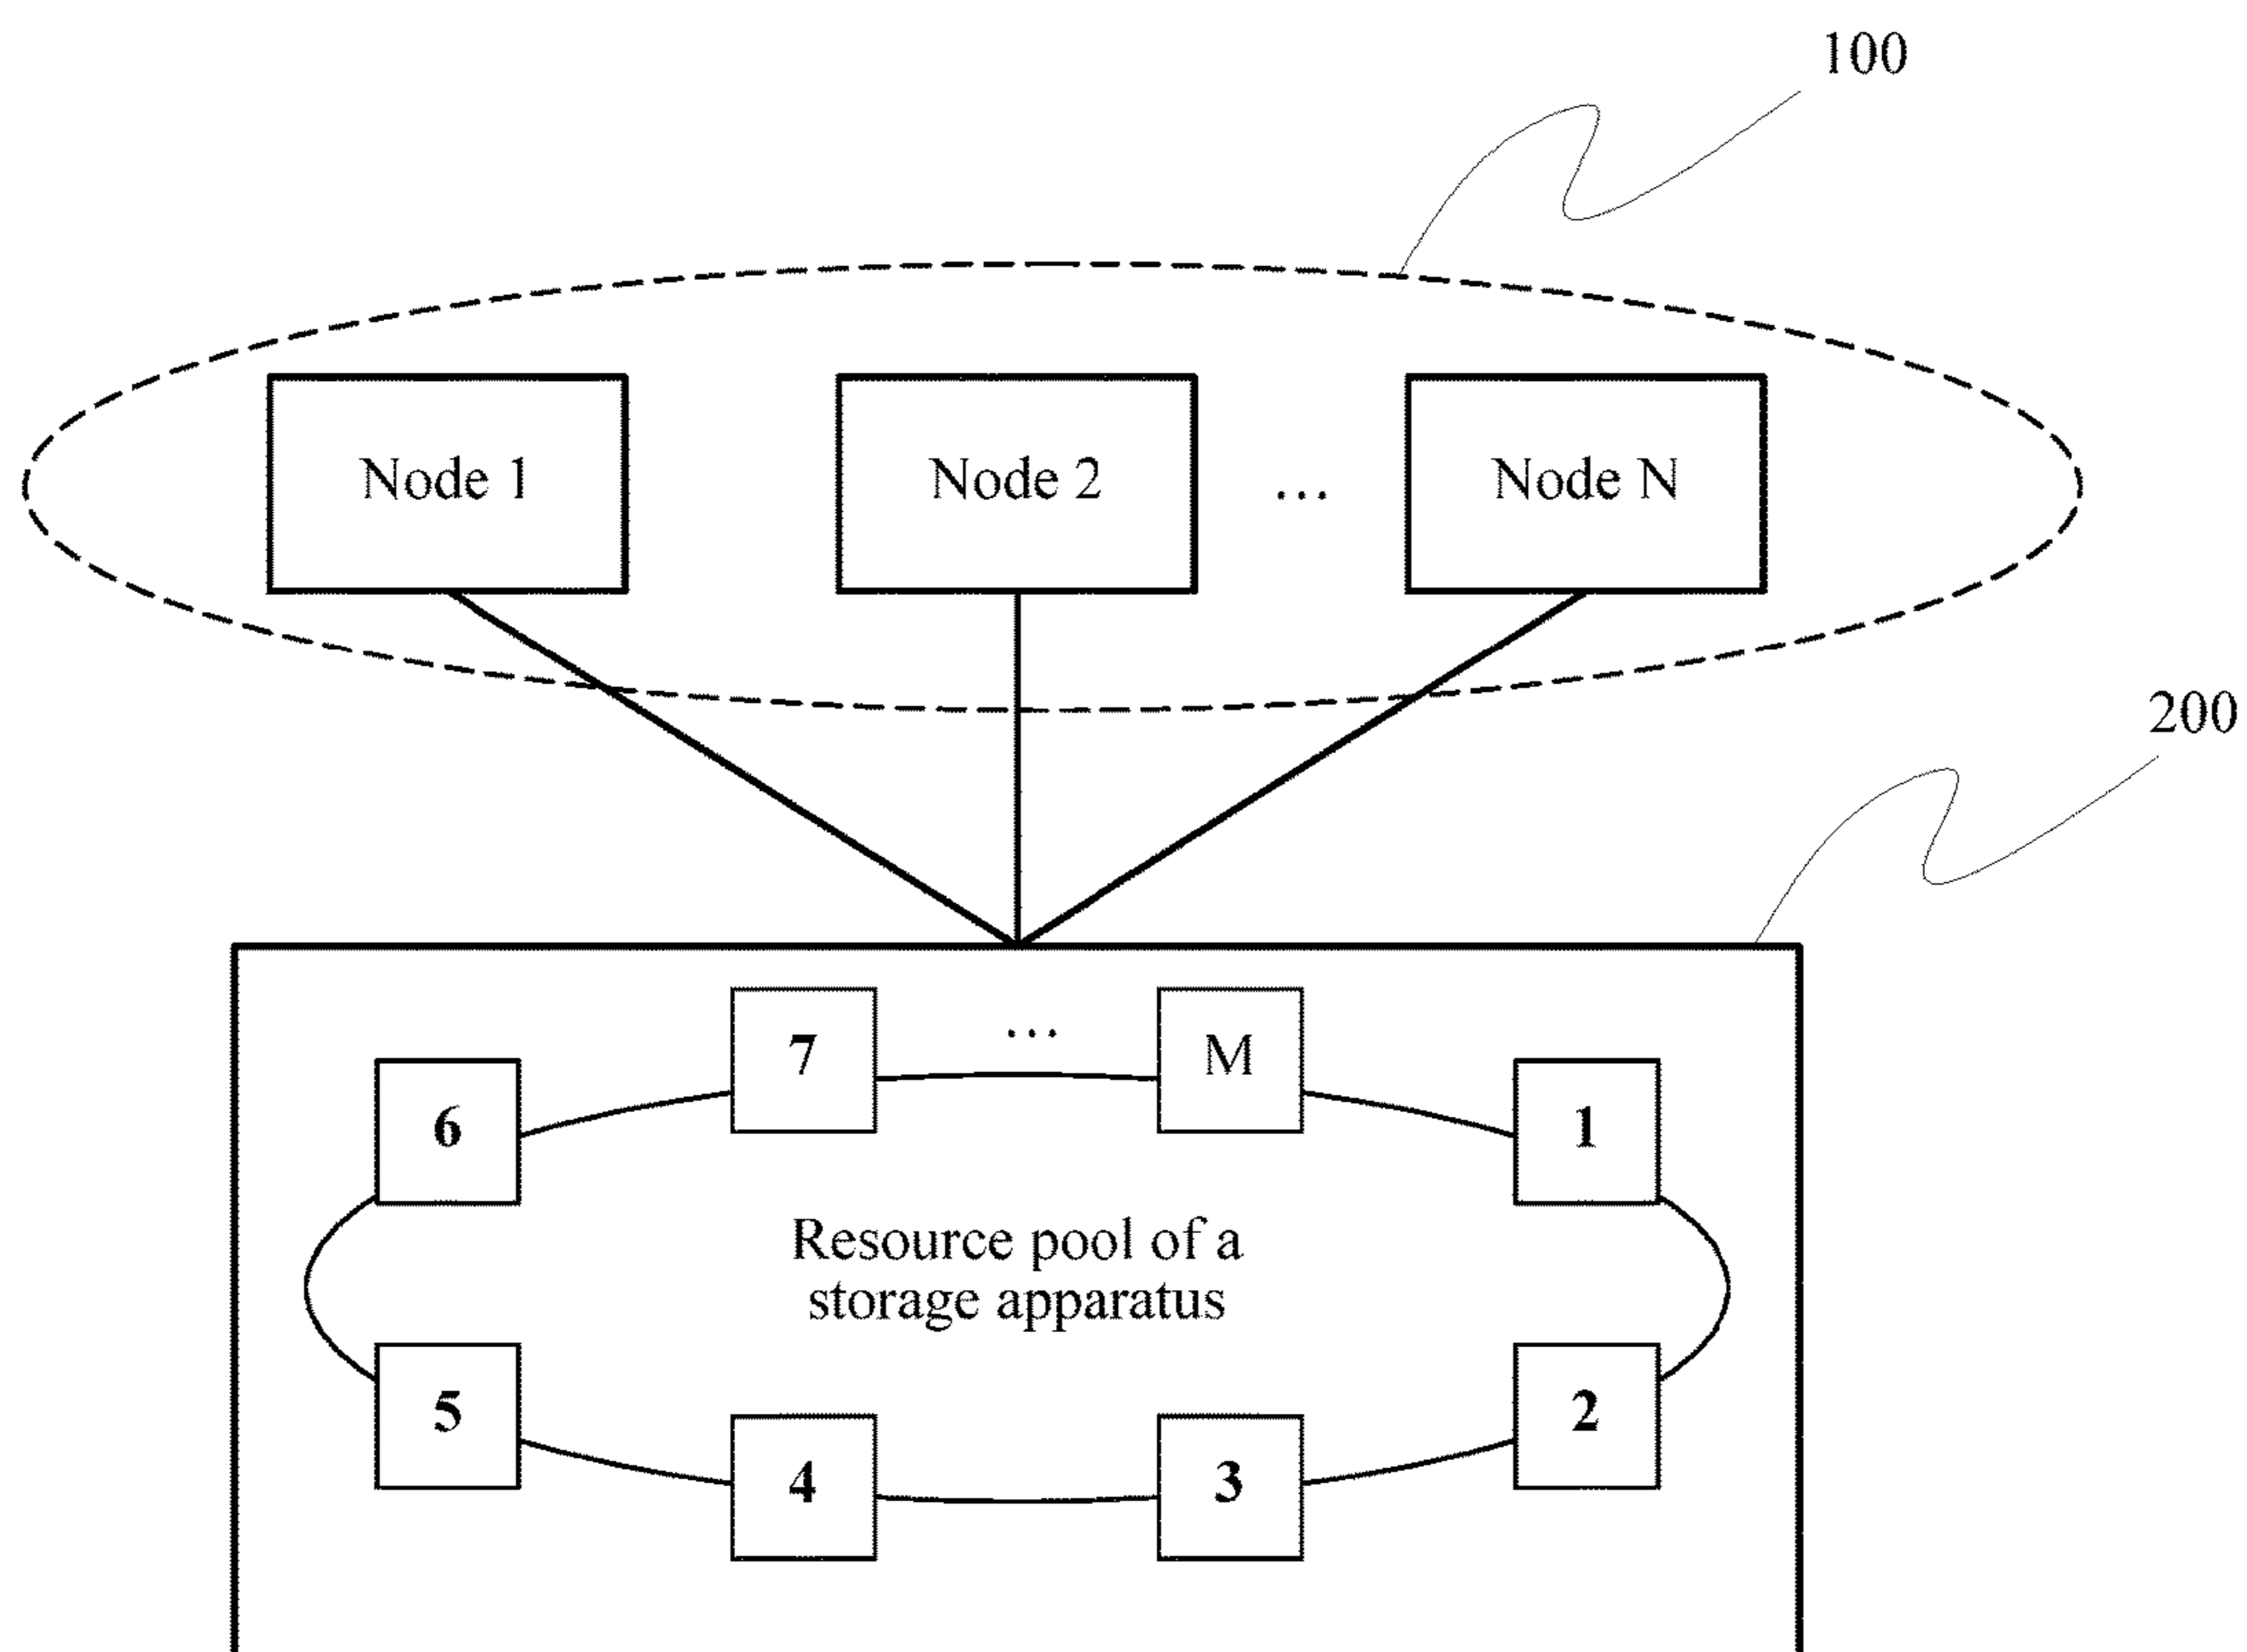 100
Node 1
Node 2
...
Node N
200
7
...
M
6
1
Resource pool of a
storage apparatus
5
2
4
3